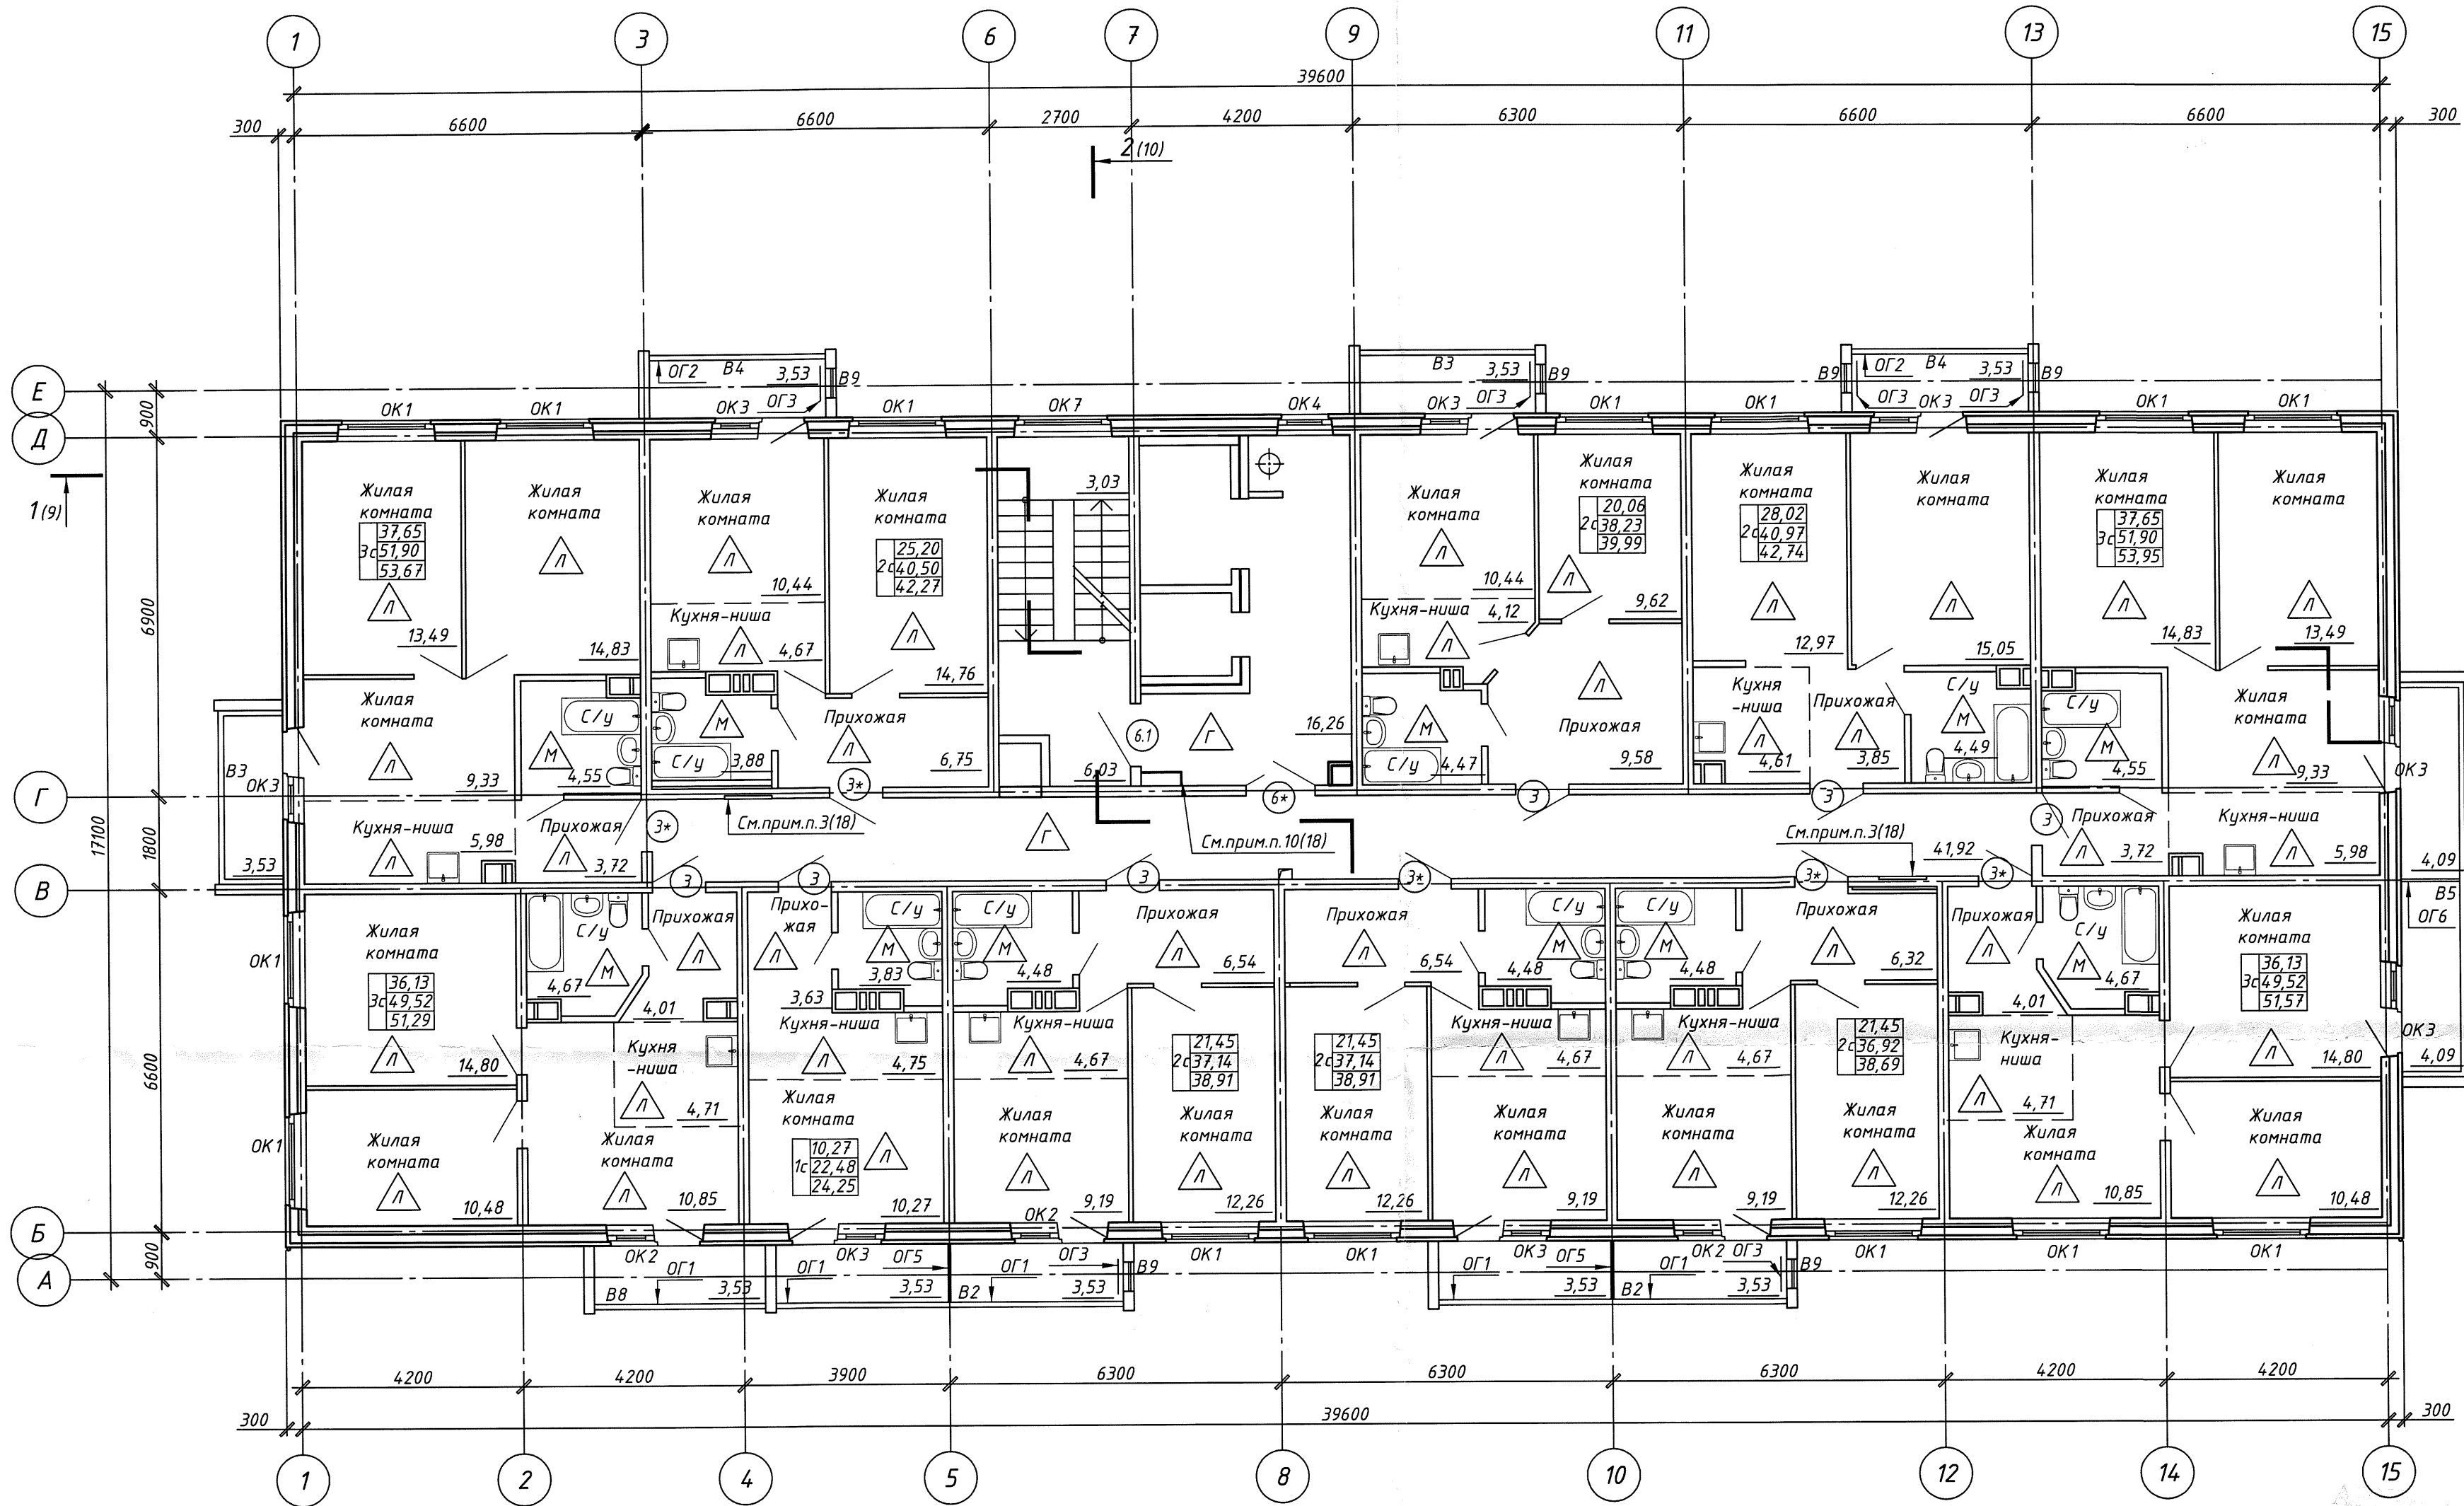 1 3 6 7 9 11 13 15
39600
300 6600 6600 2700 4200 6300 6600 6600 300
2 (10)
Е
ОГ2 В4 3,53 В9
В3 3,53 В9
В9 ОГ2 В4 3,53 В9
900
ОК1 ОК1 ОК3 ОГ3 ОК1 ОК7 ОК4 ОК3 ОГ3 ОК1 ОК1 ОГ3 ОК3 ОГ3 ОК1 ОК1
Д
1 (9)
Жилая
комната
3с 37,65
51,90
53,67
Л
13,49
Жилая
комната
Л
14,83
Жилая
комната
Л
10,44
Кухня-ниша
Л
4,67
Жилая
комната
2с 25,20
40,50
42,27
Л
14,76
3,03
Жилая
комната
Л
10,44
Кухня-ниша
4,12
Л
Жилая
комната
2с 20,06
38,23
39,99
Л
9,62
Жилая
комната
2с 28,02
40,97
42,74
Л
12,97
Жилая
комната
Л
15,05
Жилая
комната
3с 37,65
51,90
53,95
Л
14,83
Жилая
комната
Л
13,49
6900
Жилая
комната
Л
9,33
С/у
М
4,55
М
С/у
3,88
Прихожая
Л
6,75
6,03
6.1
Г
16,26
М
С/у
4,47
Л
Прихожая
9,58
Кухня
-ниша
Л
4,61
Прихожая
Л
3,85
С/у
М
4,49
С/у
М
4,55
Жилая
комната
Л
9,33
ОК3
В3
ОК3
3,53
Г
17100
1800
Кухня-ниша
Л
5,98
Прихожая
Л
3,72
3*
3*
См.прим.п.3(18)
Г
6*
См.прим.п.10(18)
3
3
См.прим.п.3(18)
41,92
3
Прихожая
Л
3,72
Кухня-ниша
Л
5,98
4,09
В
3 3 3 3* 3* 3*
В5
ОГ6
ОК1
Жилая
комната
3с 36,13
49,52
51,29
Л
14,80
С/у
М
4,67
Прихожая
Л
4,01
Кухня
-ниша
Л
4,71
Прихо-
жая
Л
3,63
С/у
М
3,83
Кухня-ниша
Л
4,75
С/у
М
4,48
Кухня-ниша
Л
4,67
Прихожая
Л
6,54
2с 21,45
37,14
38,91
Прихожая
Л
6,54
2с 21,45
37,14
38,91
С/у
М
4,48
Кухня-ниша
Л
4,67
С/у
М
4,48
Кухня-ниша
Л
4,67
Прихожая
Л
6,32
2с 21,45
36,92
38,69
Прихожая
Л
4,01
С/у
М
4,67
Кухня-
ниша
Л
4,71
Жилая
комната
3с 36,13
49,52
51,57
Л
14,80
ОК3
4,09
6600
ОК1
Жилая
комната
Л
10,48
Жилая
комната
Л
10,85
Жилая
комната
1с 10,27
22,48
24,25
Л
10,27
Жилая
комната
Л
9,19
ОК2
Жилая
комната
Л
12,26
Жилая
комната
Л
12,26
Жилая
комната
Л
9,19
Жилая
комната
Л
9,19
Жилая
комната
Л
12,26
Жилая
комната
Л
10,85
Жилая
комната
Л
10,48
Б
900
ОК2 ОК3 ОГ5 ОГ3 ОК1 ОК1 ОК3 ОГ5 ОК2 ОГ3 ОК1 ОК1 ОК1
А
ОГ1 ОГ1 ОГ1 В9 ОГ1 ОГ1 В9
В8 3,53 3,53 В2 3,53 3,53 В2 3,53
4200 4200 3900 6300 6300 6300 4200 4200
300 39600 300
1 2 4 5 8 10 12 14 15